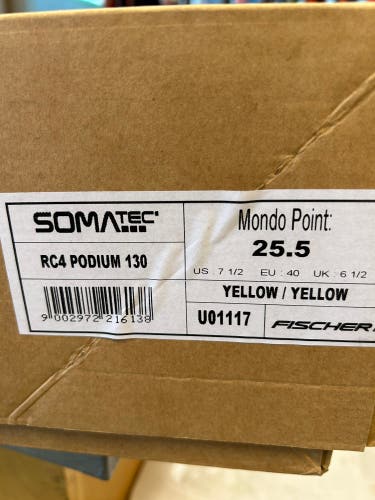 SOMATEC
RC4 PODIUM 130
9 002972 216138
Mondo Point:
25.5
US : 7 1/2 EU : 40 UK : 6 1/2
YELLOW / YELLOW
U01117
FISCHER